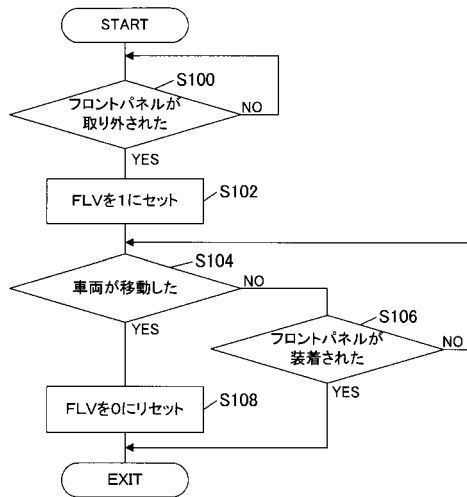 START
S100
フロントパネルが
取り外された
NO
YES
FLVを1にセット
S102
S104
車両が移動した
NO
YES
S106
フロントパネルが
装着された
NO
YES
FLVを0にリセット
S108
EXIT